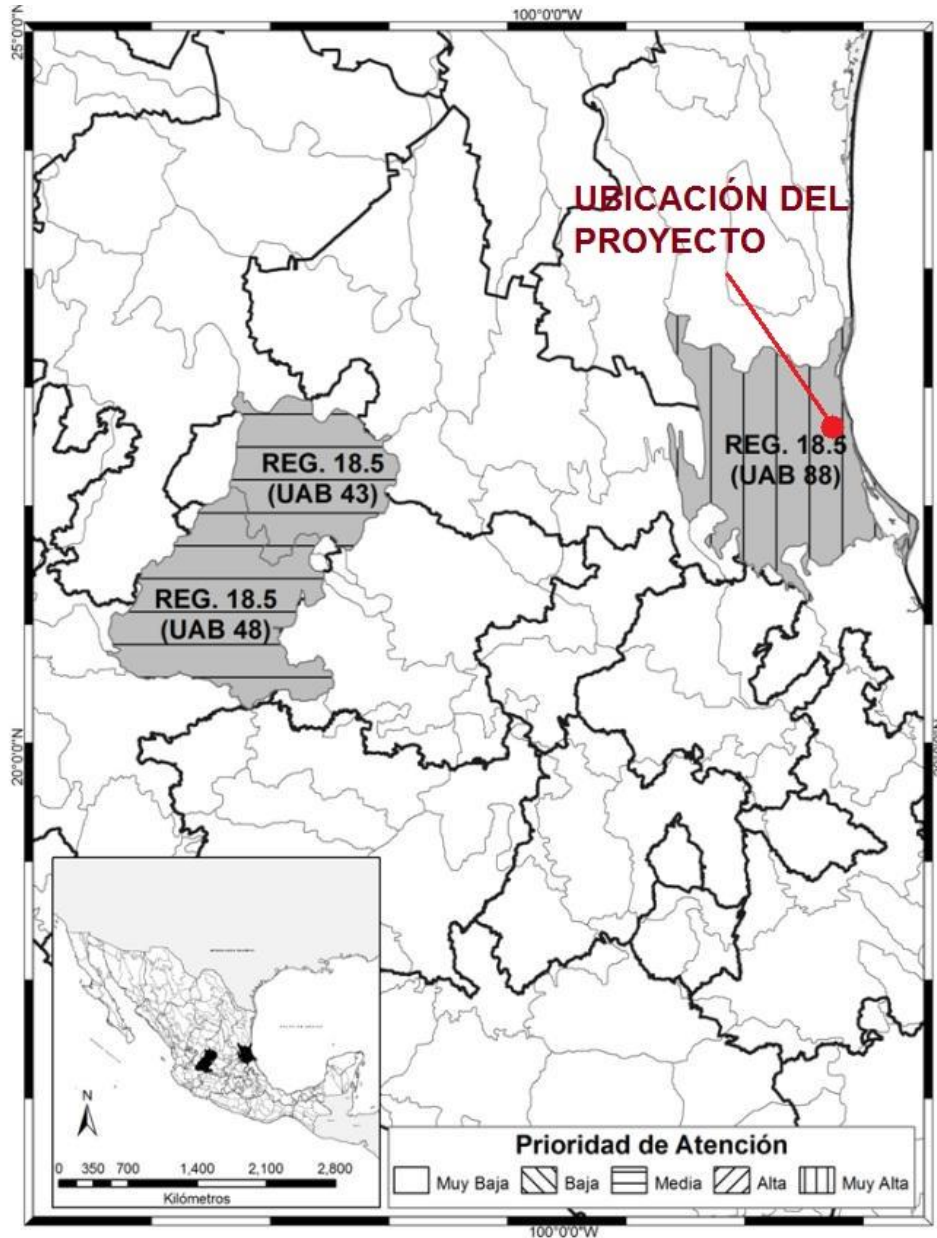 100°0'0"W
25°0'0"N
UBICACIÓN DEL
PROYECTO
REG. 18.5
(UAB 43)
REG. 18.5
(UAB 88)
REG. 18.5
(UAB 48)
20°0'0"N
N
0 350 700 1,400 2,100 2,800
Kilómetros
Prioridad de Atención
Muy Baja Baja Media Alta Muy Alta
100°0'0"W